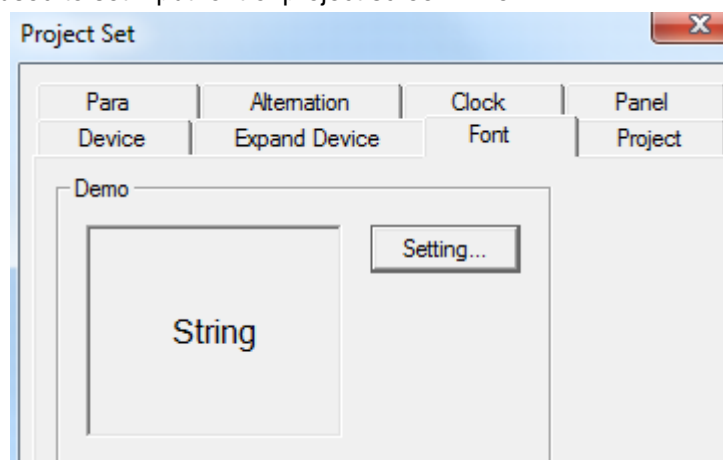 Project Set
Para Alternation Clock Panel
Device Expand Device Font Project
Demo
Setting...
String